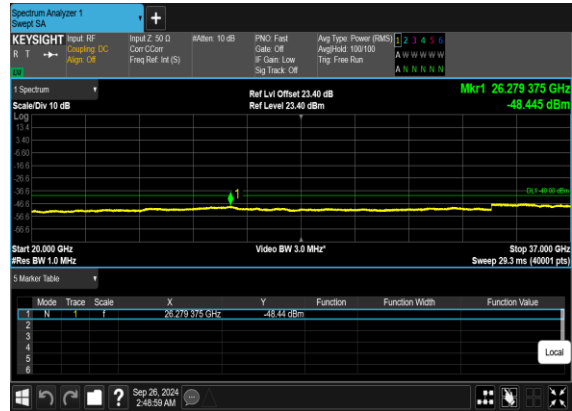 Spectrum Analyzer 1
Swept SA
+
KEYSIGHT Input: RF Input Z: 50 Ω #Atten: 10 dB PNO: Fast Avg Type: Power (RMS) 1 2 3 4 5 6
R T Coupling: DC Corr CCorr Gate: Off Avg|Hold: 100/100 A W W W W W
Align: Off Freq Ref: Int (S) IF Gain: Low Trig: Free Run
Sig Track: Off A N N N N N
1 Spectrum Ref Lvl Offset 23.40 dB Mkr1 26.279 375 GHz
Scale/Div 10 dB Ref Level 23.40 dBm -48.445 dBm
Log
13.4
3.40
-6.60
-16.6
-26.6
-36.6 DL1 -40.00 dBm
1
-46.6
-56.6
-66.6
Start 20.000 GHz Video BW 3.0 MHz* Stop 37.000 GHz
#Res BW 1.0 MHz Sweep 29.3 ms (40001 pts)
5 Marker Table
Mode Trace Scale X Y Function Function Width Function Value
1 N 1 f 26.279 375 GHz -48.44 dBm
2
3
4
5
6
Local
? Sep 26, 2024
2:48:59 AM